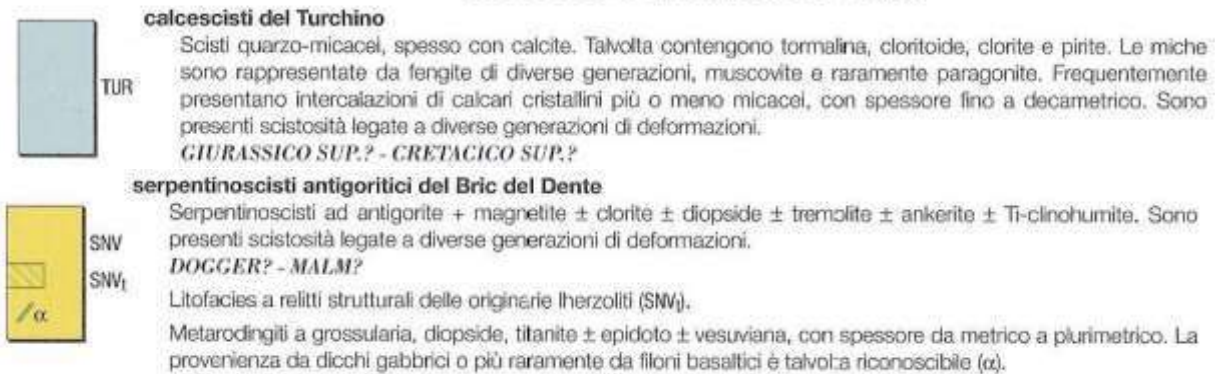 calcescisti del Turchino
Scisti quarzo-micacei, spesso con calcite. Talvolta contengono tormalina, cloritoide, clorite e pirite. Le miche
sono rappresentate da fengite di diverse generazioni, muscovite e raramente paragonite. Frequentemente
TUR
presentano intercalazioni di calcari cristallini più o meno micacei, con spessore fino a decametrico. Sono
presenti scistosità legate a diverse generazioni di deformazioni.
GIURASSICO SUP.? - CRETACICO SUP.?
serpentinoscisti antigoritici del Bric del Dente
Serpentinoscisti ad antigorite + magnetite ± clorite ± diopside ± tremolite ± ankerite ± Ti-clinohumite. Sono
SNV
presenti scistosità legate a diverse generazioni di deformazioni.
DOGGER? - MALM?
SNVt
Litofacies a relitti strutturali delle originarie lherzoliti (SNVt).
α
Metarodingiti a grossularia, diopside, titanite ± epidoto ± vesuviana, con spessore da metrico a plurimetrico. La
provenienza da dicchi gabbrici o più raramente da filoni basaltici è talvolta riconoscibile (α).